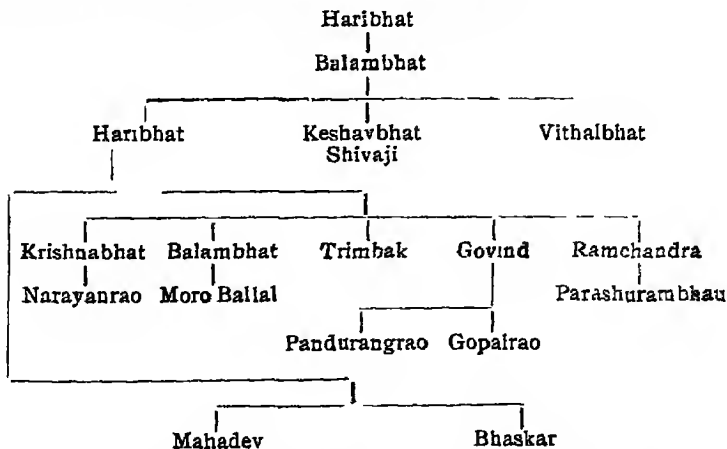 Haribhat
Balambhat
Haribhat Keshavbhat Vithalbhat
Shivaji
Krishnabhat Balambhat Trimbak Govind Ramchandra
Narayanrao Moro Ballal Parashurambhau
Pandurangrao Gopalrao
Mahadev Bhaskar